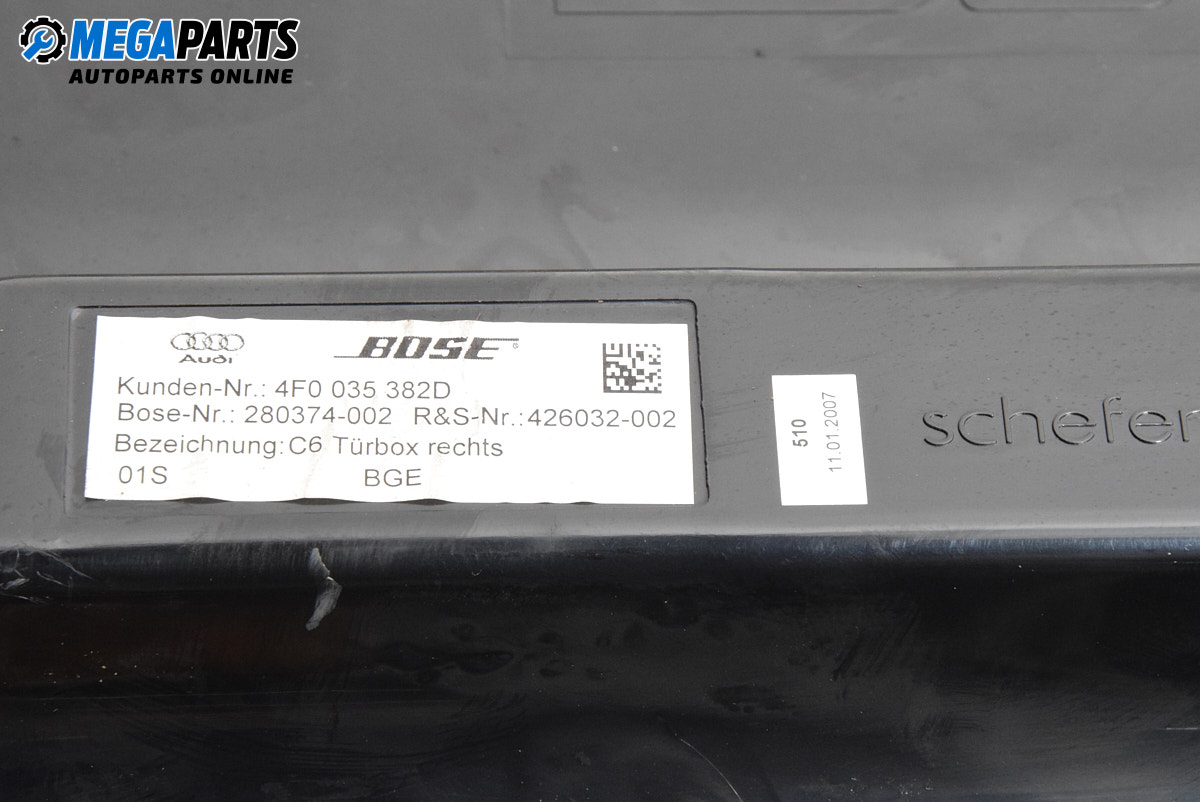 MEGAPARTS
AUTOPARTS ONLINE
Audi
BOSE®
Kunden-Nr.: 4F0 035 382D
Bose-Nr.: 280374-002 R&S-Nr.:426032-002
Bezeichnung: C6 Türbox rechts
01S BGE
510
11.01.2007
schefen